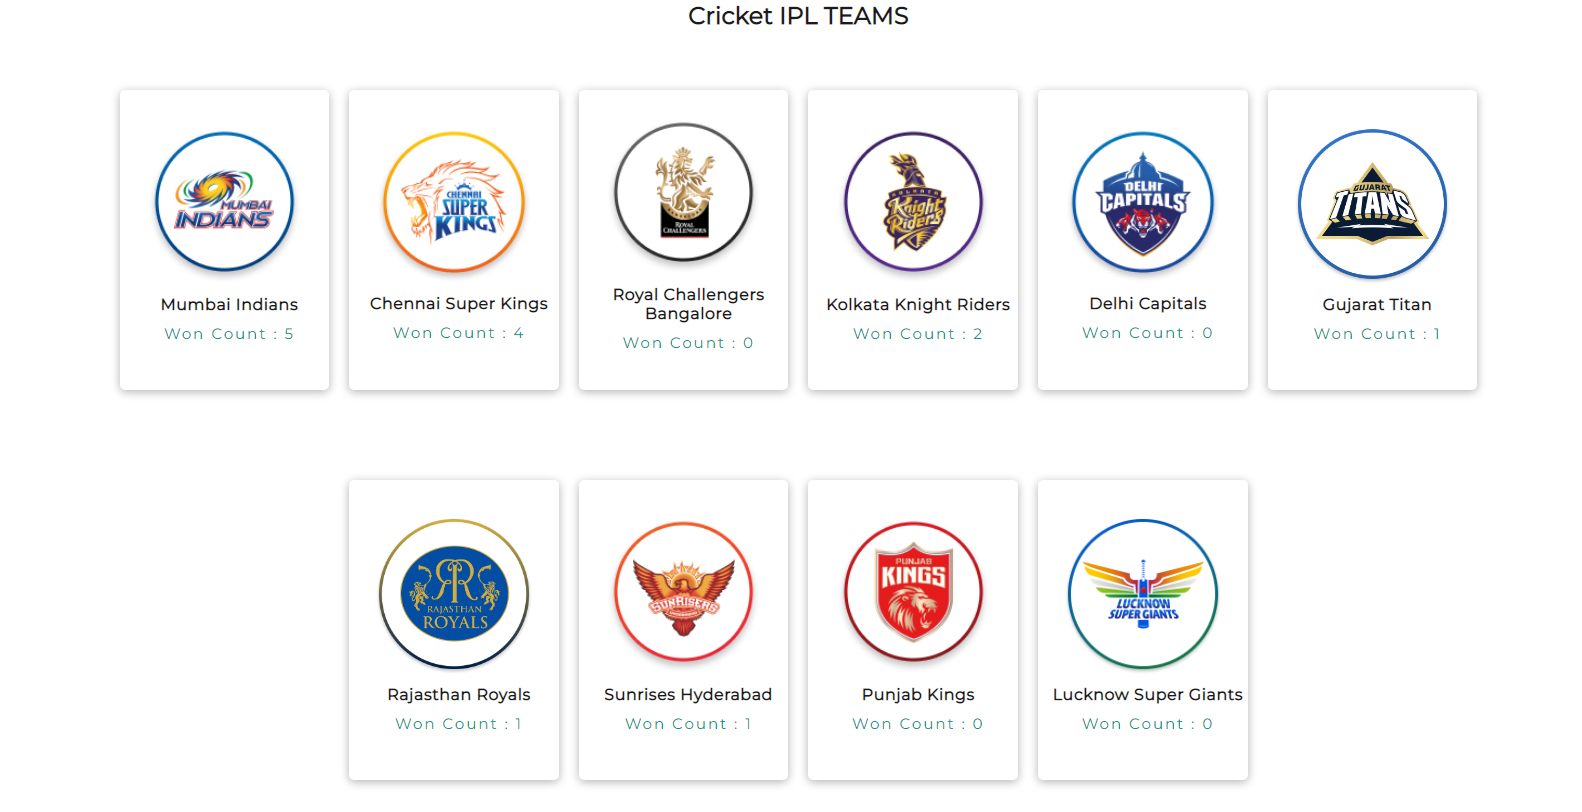 Cricket IPL TEAMS
MUMBAI
INDIANS
CHENNAI
SUPER
KINGS
ROYAL
CHALLENGERS
KOLKATA
Knight
Riders
DELHI
CAPITALS
GUJARAT
TITANS
Mumbai Indians
Won Count : 5
Chennai Super Kings
Won Count : 4
Royal Challengers
Bangalore
Won Count : 0
Kolkata Knight Riders
Won Count : 2
Delhi Capitals
Won Count : 0
Gujarat Titan
Won Count : 1
RR
RAJASTHAN
ROYALS
SUNRISERS
PUNJAB
KINGS
LUCKNOW
SUPER GIANTS
Rajasthan Royals
Won Count : 1
Sunrises Hyderabad
Won Count : 1
Punjab Kings
Won Count : 0
Lucknow Super Giants
Won Count : 0